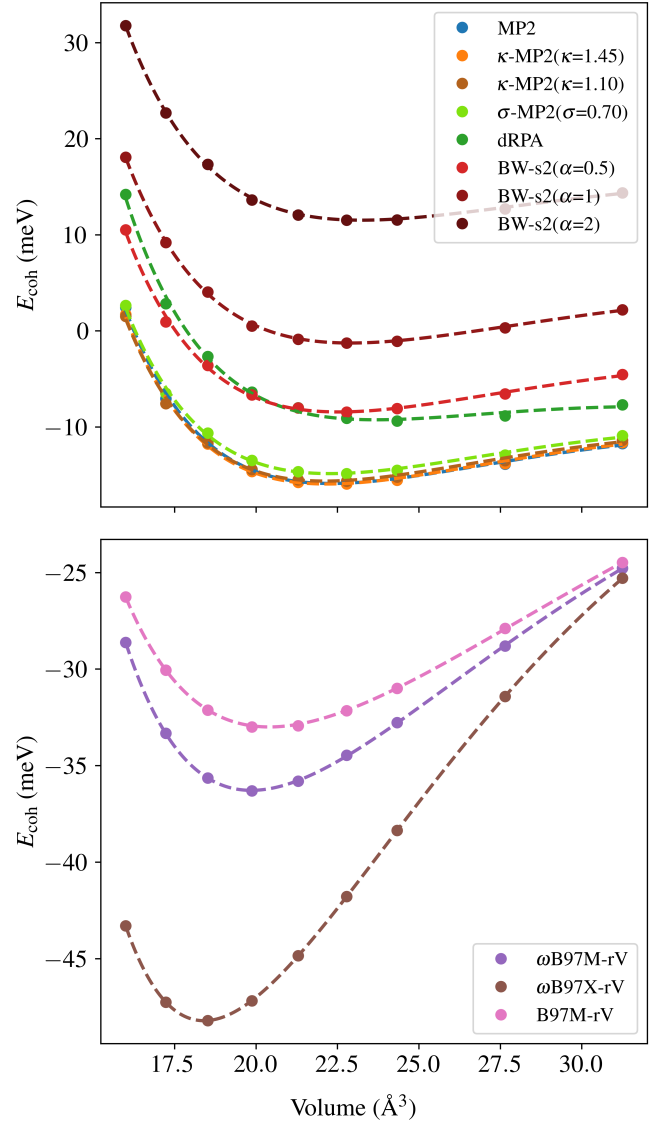 30
20
10
0
−10
E_coh (meV)
MP2
κ-MP2(κ=1.45)
κ-MP2(κ=1.10)
σ-MP2(σ=0.70)
dRPA
BW-s2(α=0.5)
BW-s2(α=1)
BW-s2(α=2)
−25
−30
−35
−40
−45
E_coh (meV)
ωB97M-rV
ωB97X-rV
B97M-rV
17.5 20.0 22.5 25.0 27.5 30.0
Volume (Å³)